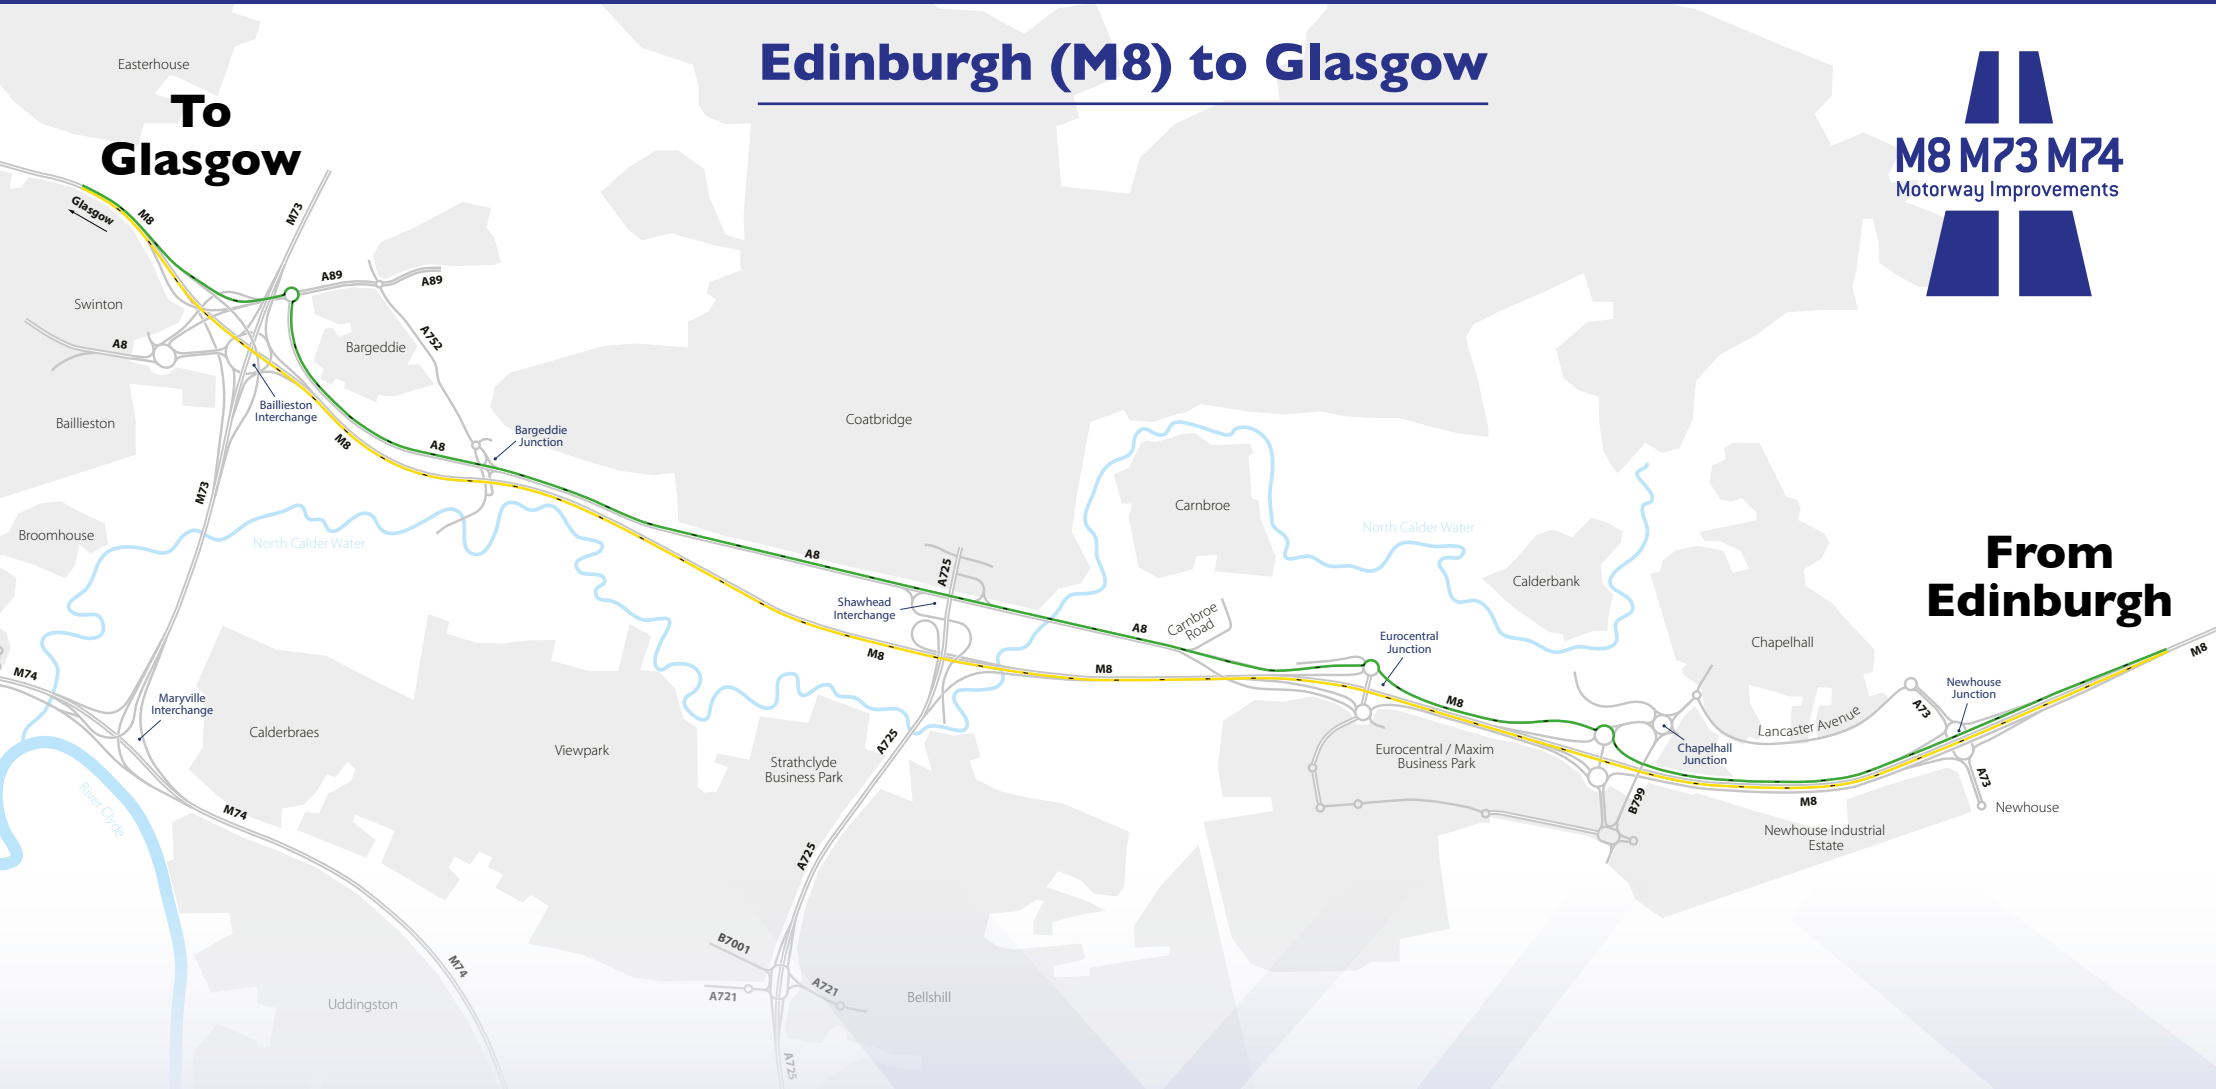 Edinburgh (M8) to Glasgow
M8 M73 M74
Motorway Improvements
Easterhouse
To
Glasgow
Glasgow
M8
M73
A89
A89
Swinton
A8
A752
Bargeddie
Baillieston
Interchange
Baillieston
M8
A8
Bargeddie
Junction
Coatbridge
M73
Broomhouse
North Calder Water
Carnbroe
North Calder Water
Calderbank
From
Edinburgh
A8
A725
Shawhead
Interchange
Carnbroe
Road
A8
M8
M8
Eurocentral
Junction
Chapelhall
M8
M74
Maryville
Interchange
Calderbraes
Viewpark
Strathclyde
Business Park
A725
M8
Eurocentral / Maxim
Business Park
Newhouse
Junction
A73
Lancaster Avenue
Chapelhall
Junction
B799
M8
A73
Newhouse
Newhouse Industrial
Estate
River Clyde
M74
A725
B7001
A721
A721
M74
Uddingston
Bellshill
A725